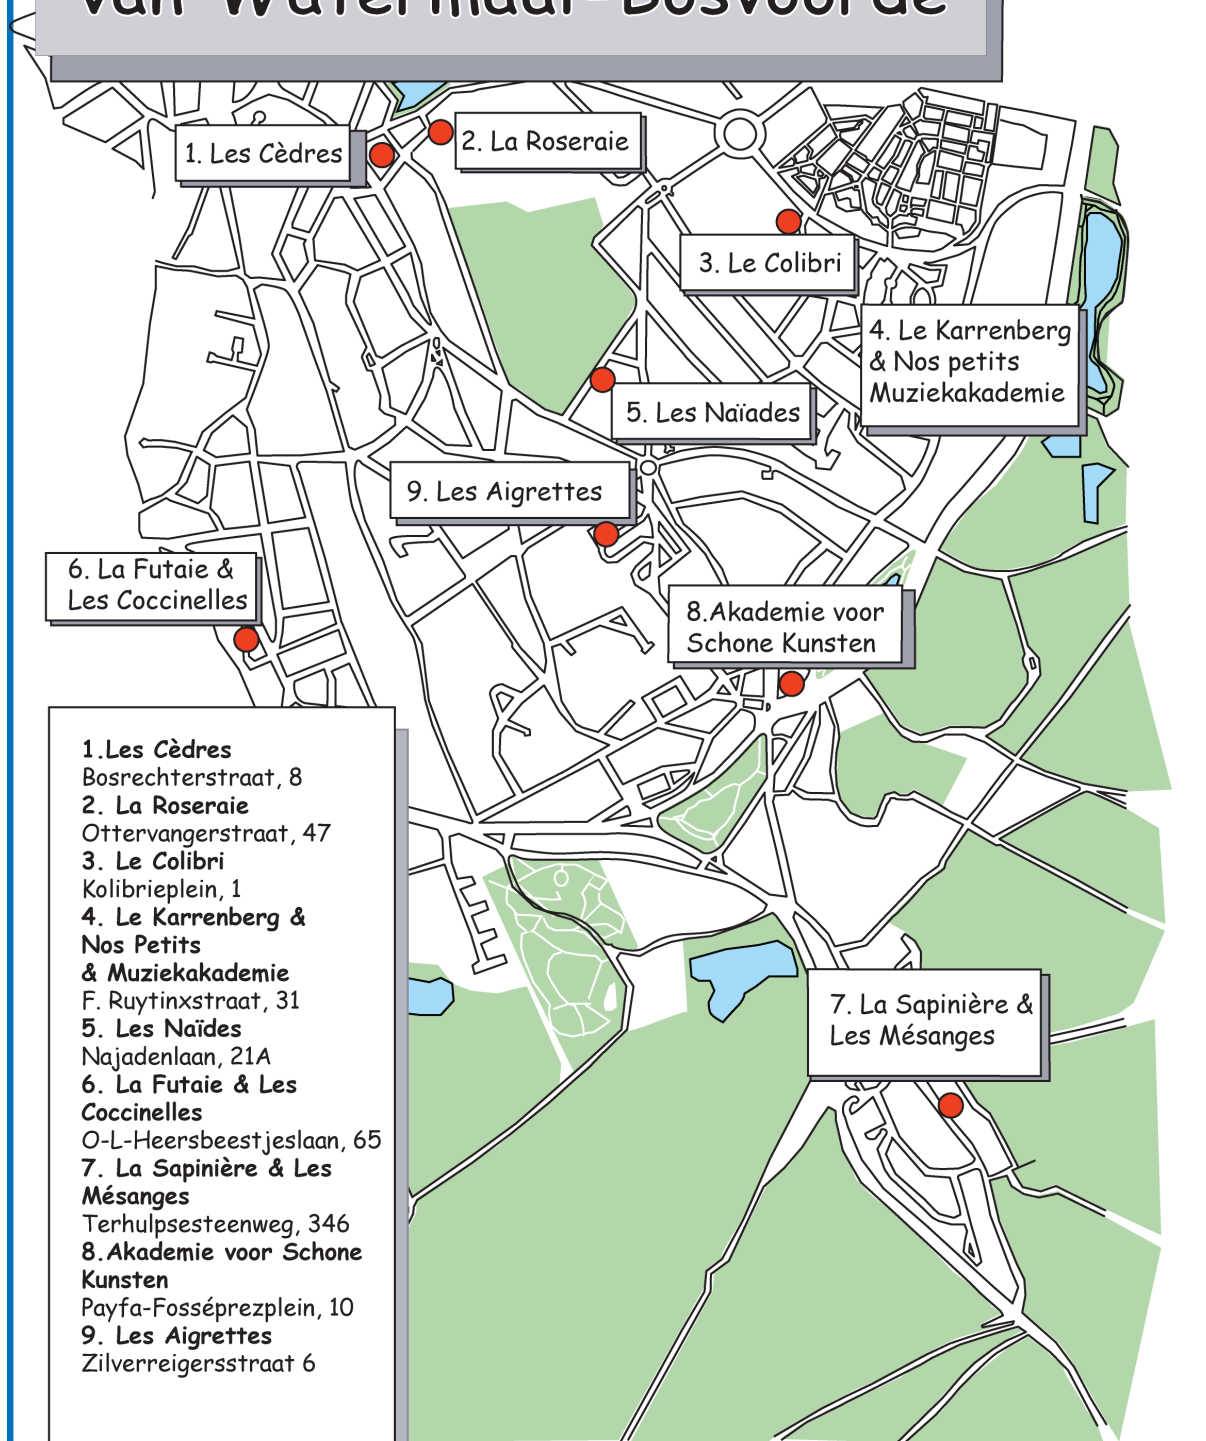 van Watermaal-Bosvoorde
1. Les Cèdres
2. La Roseraie
3. Le Colibri
4. Le Karrenberg
& Nos petits
Muziekakademie
5. Les Naïades
9. Les Aigrettes
6. La Futaie &
Les Coccinelles
8.Akademie voor
Schone Kunsten
7. La Sapinière &
Les Mésanges
1.Les Cèdres
Bosrechterstraat, 8
2. La Roseraie
Ottervangerstraat, 47
3. Le Colibri
Kolibrieplein, 1
4. Le Karrenberg &
Nos Petits
& Muziekakademie
F. Ruytinxstraat, 31
5. Les Naïdes
Najadenlaan, 21A
6. La Futaie & Les
Coccinelles
O-L-Heersbeestjeslaan, 65
7. La Sapinière & Les
Mésanges
Terhulpsesteenweg, 346
8.Akademie voor Schone
Kunsten
Payfa-Fosséprezplein, 10
9. Les Aigrettes
Zilverreigersstraat 6